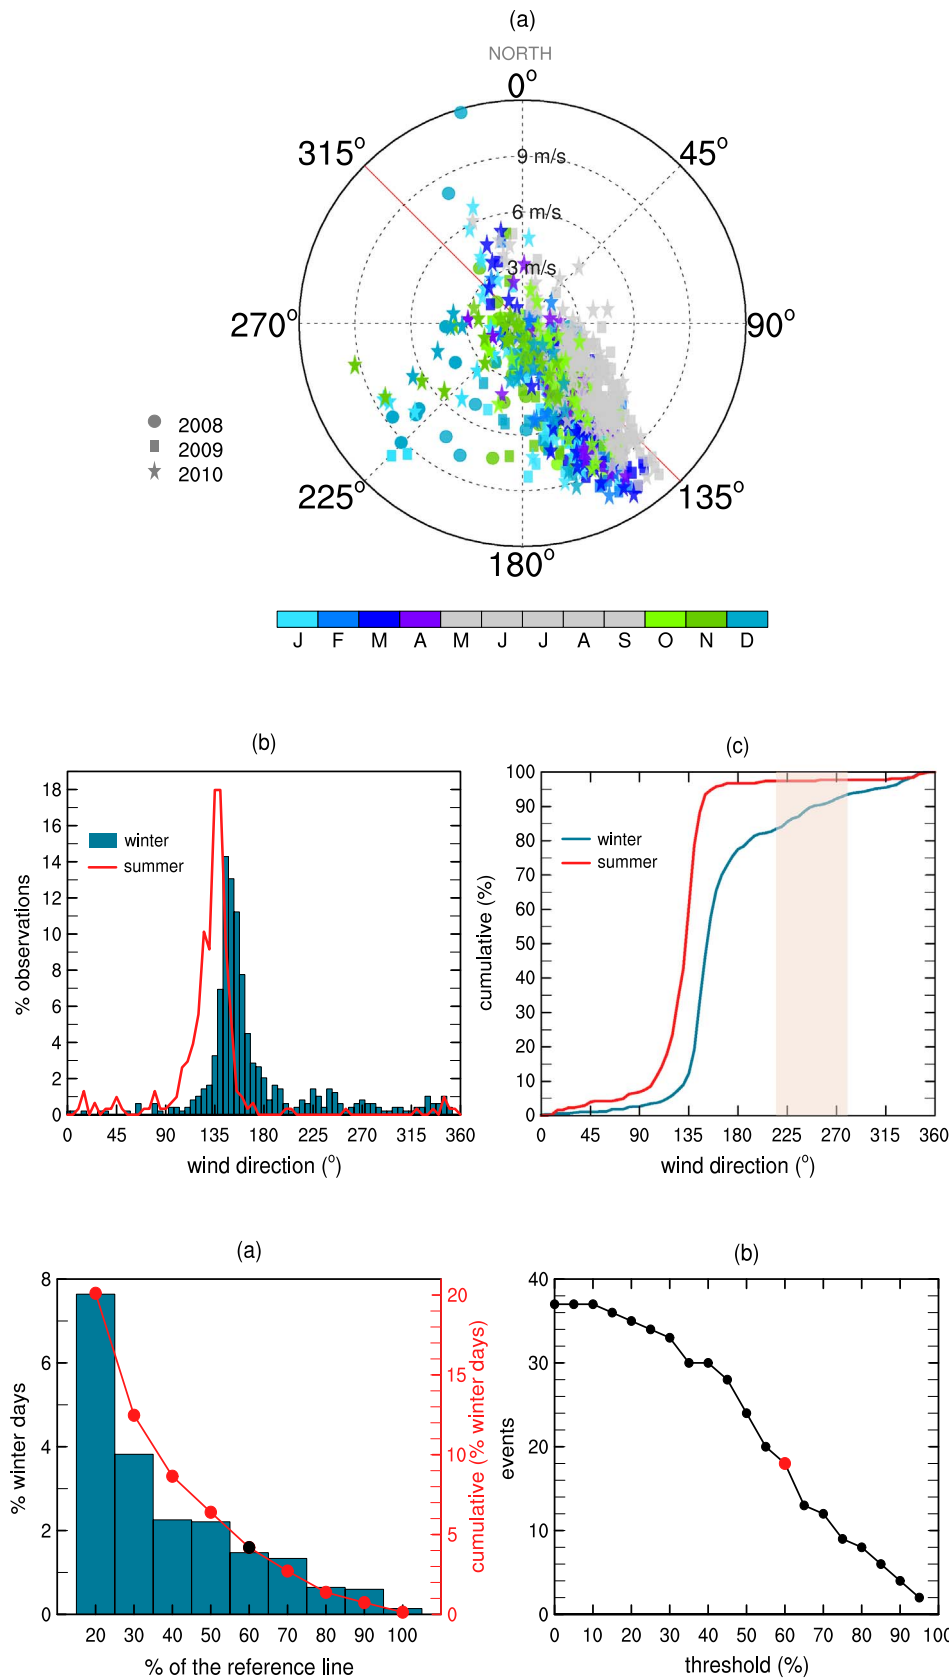 (a)
NORTH
0°
315° 45°
9 m/s
6 m/s
3 m/s
270° 90°
2008
2009
2010
225° 135°
180°
J F M A M J J A S O N D
(b)
18
16
14
12
10
8
6
4
2
0
% observations
winter
summer
0 45 90 135 180 225 270 315 360
wind direction (°)
(c)
100
90
80
70
60
50
40
30
20
10
0
cumulative (%)
winter
summer
0 45 90 135 180 225 270 315 360
wind direction (°)
(a)
8
6
4
2
0
% winter days
20
15
10
5
0
cumulative (% winter days)
20 30 40 50 60 70 80 90 100
% of the reference line
(b)
40
30
20
10
0
events
0 10 20 30 40 50 60 70 80 90 100
threshold (%)